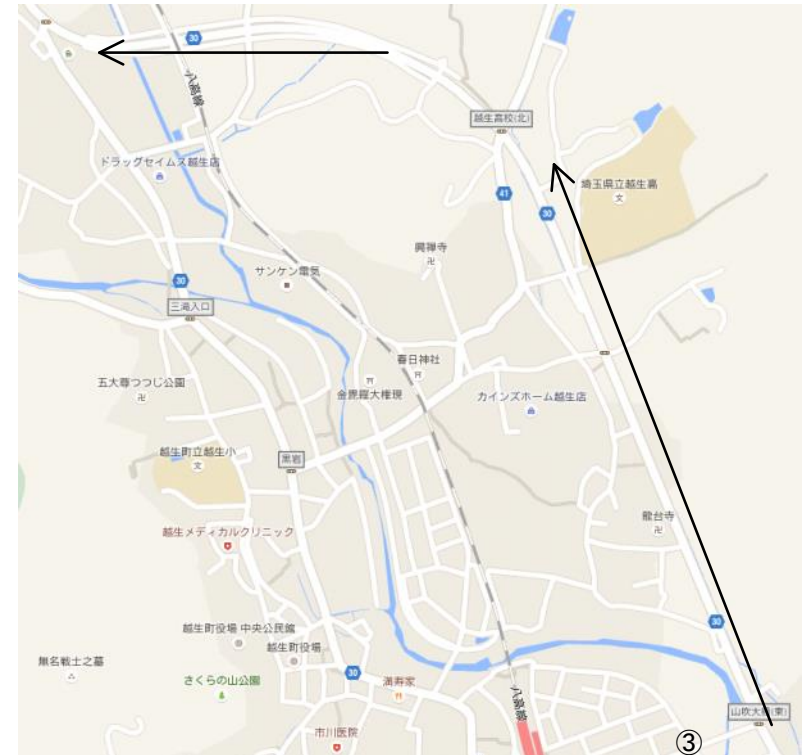 30
八高線
越生高校(北)
ドラッグセイムス越生店
41
埼玉県立越生高
文
30
興禅寺
卍
サンケン電気
30
三滝入口
春日神社
五大尊つつじ公園
卍
金毘羅大権現
カインズホーム越生店
越生町立越生小
文
黒岩
龍台寺
卍
越生メディカルクリニック
越生町役場 中央公民館
越生町役場
30
無名戦士之墓
さくらの山公園
30
満寿家
八高線
山吹大橋(東)
市川医院
③